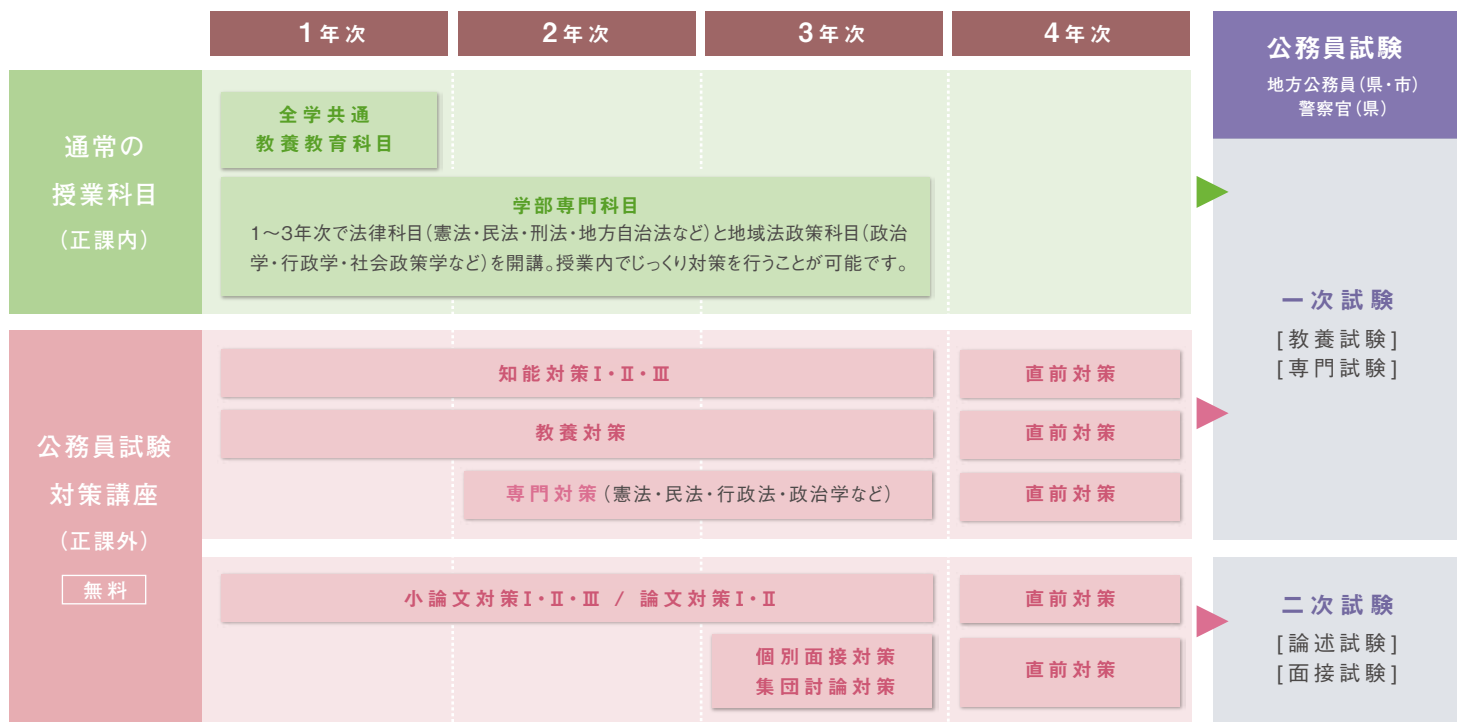 1年次
2年次
3年次
4年次
公務員試験
地方公務員(県・市)
警察官(県)
通常の
授業科目
(正課内)
全学共通
教養教育科目
学部専門科目
1〜3年次で法律科目(憲法・民法・刑法・地方自治法など)と地域法政策科目(政治
学・行政学・社会政策学など)を開講。授業内でじっくり対策を行うことが可能です。
一次試験
[教養試験]
[専門試験]
公務員試験
対策講座
(正課外)
無料
知能対策Ⅰ・Ⅱ・Ⅲ
直前対策
教養対策
直前対策
専門対策(憲法・民法・行政法・政治学など)
直前対策
小論文対策Ⅰ・Ⅱ・Ⅲ / 論文対策Ⅰ・Ⅱ
直前対策
個別面接対策
集団討論対策
直前対策
二次試験
[論述試験]
[面接試験]